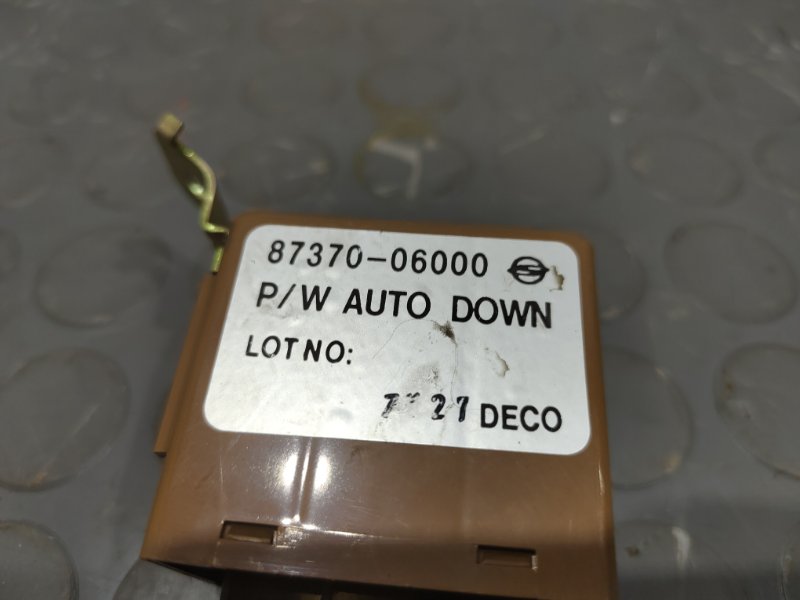 87370-06000
P/W AUTO DOWN
LOT NO:
DECO